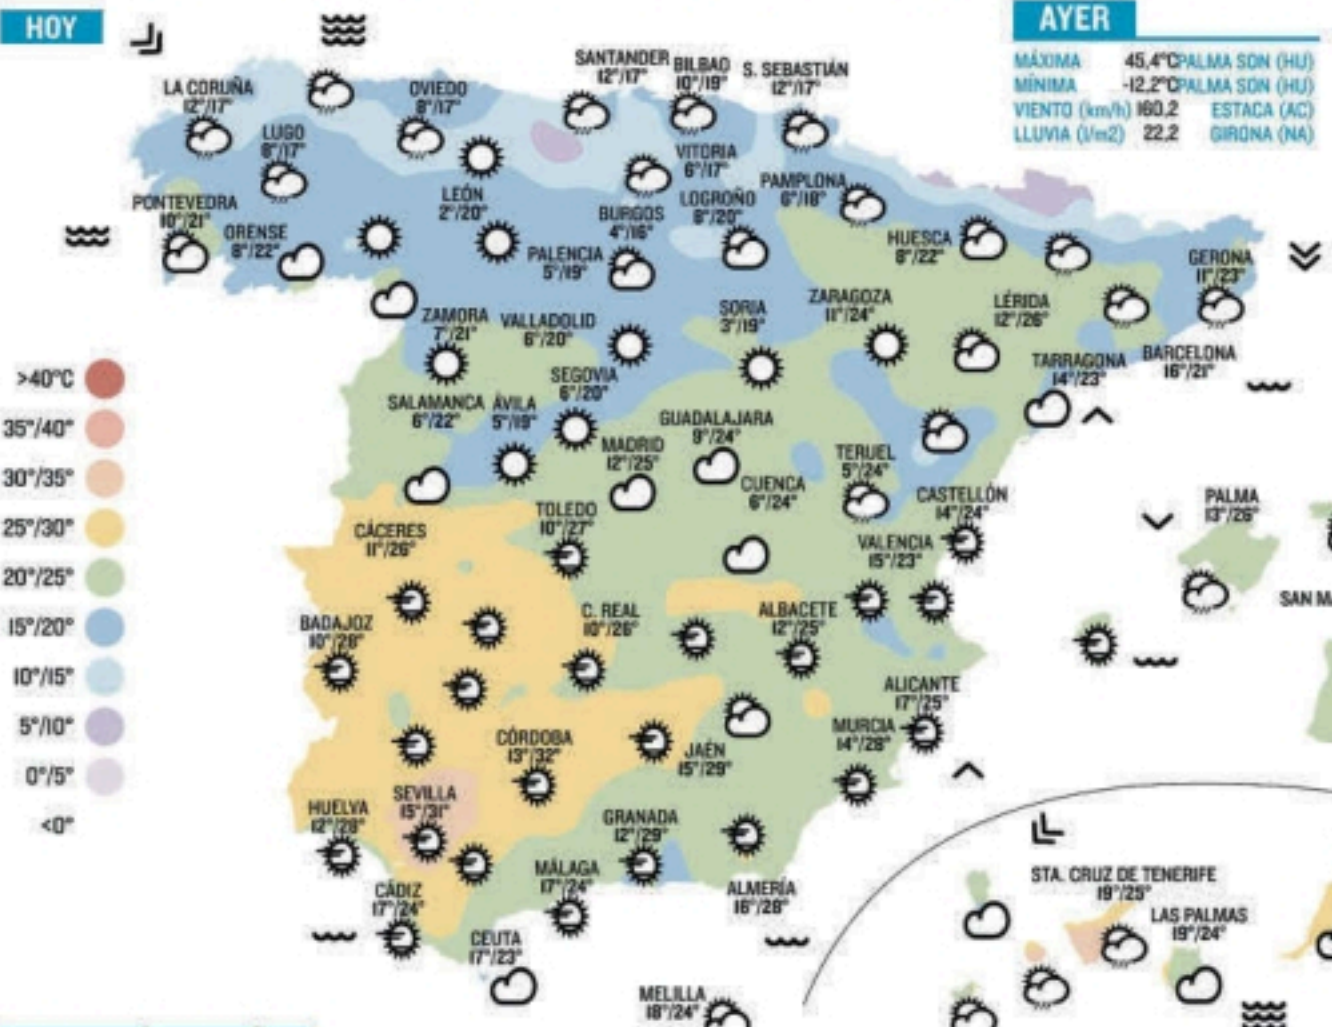 HOY
AYER
MÁXIMA 45,4°C PALMA SON (HU)
MÍNIMA -12,2°C PALMA SON (HU)
VIENTO (km/h) 160,2 ESTACA (AC)
LLUVIA (l/m2) 22,2 GIRONA (NA)
SANTANDER
12°/17°
BILBAO
10°/19°
S. SEBASTIÁN
12°/17°
LA CORUÑA
12°/17°
OVIEDO
8°/17°
LUGO
8°/17°
VITORIA
6°/17°
PAMPLONA
6°/18°
LEÓN
2°/20°
LOGROÑO
8°/20°
PONTEVEDRA
10°/21°
BURGOS
4°/16°
ORENSE
8°/22°
HUESCA
8°/22°
PALENCIA
5°/19°
GERONA
11°/23°
ZARAGOZA
11°/24°
LÉRIDA
12°/26°
SORIA
3°/19°
ZAMORA
7°/21°
VALLADOLID
6°/20°
TARRAGONA
14°/23°
BARCELONA
16°/21°
SEGOVIA
6°/20°
>40°C
35°/40°
30°/35°
25°/30°
20°/25°
15°/20°
10°/15°
5°/10°
0°/5°
<0°
SALAMANCA
6°/22°
ÁVILA
5°/19°
GUADALAJARA
9°/24°
MADRID
12°/25°
TERUEL
5°/24°
CUENCA
6°/24°
CASTELLÓN
14°/24°
PALMA
13°/26°
TOLEDO
10°/27°
CÁCERES
11°/26°
VALENCIA
15°/23°
SAN MA
BADAJOZ
10°/28°
C. REAL
10°/26°
ALBACETE
12°/25°
ALICANTE
17°/25°
MURCIA
14°/28°
CÓRDOBA
13°/32°
JAÉN
15°/29°
SEVILLA
15°/31°
HUELVA
12°/28°
GRANADA
12°/29°
MÁLAGA
17°/24°
ALMERÍA
16°/28°
CÁDIZ
17°/24°
STA. CRUZ DE TENERIFE
19°/25°
LAS PALMAS
19°/24°
CEUTA
17°/23°
MELILLA
18°/24°